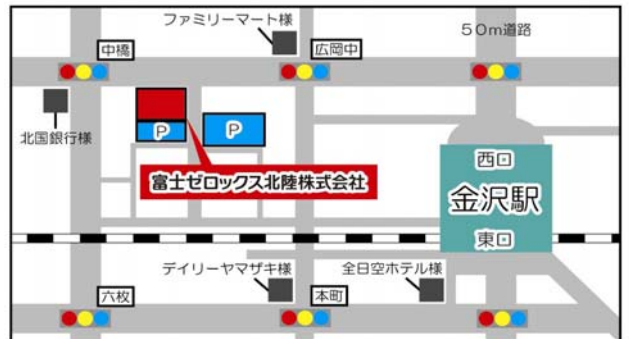 ファミリーマート様
50m道路
中橋
広岡中
北国銀行様
P
P
西口
富士ゼロックス北陸株式会社
金沢駅
東口
デイリーヤマザキ様
全日空ホテル様
六枚
本町